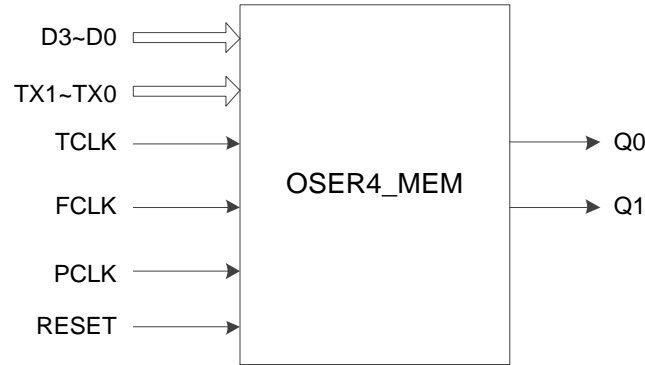 D3~D0
TX1~TX0
TCLK
FCLK
PCLK
RESET
OSER4_MEM
Q0
Q1